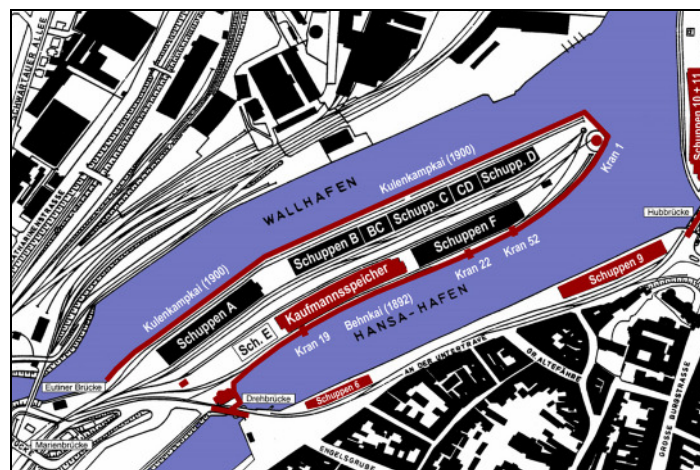 SCHWARTAUER ALLEE
KATHARINENSTRASSE
WALLHAFEN
Kulenkampkai (1900)
Kran 1
Schuppen 10 + 11
Hubbrücke
Schuppen B
BC
Schupp. C
CD
Schupp. D
Schuppen F
Kran 52
Kran 22
Kulenkampkai (1900)
Schuppen A
Sch. E
Kaufmannsspeicher
Kran 19
Behnkai (1892)
HANSA-HAFEN
Schuppen 9
Eutiner Brücke
Drehbrücke
Marienbrücke
Schuppen 6
AN DER UNTERTRAVE
GR. ALTEFÄHRE
ENGELSGRUBE
GROSSE BURGSTRASSE